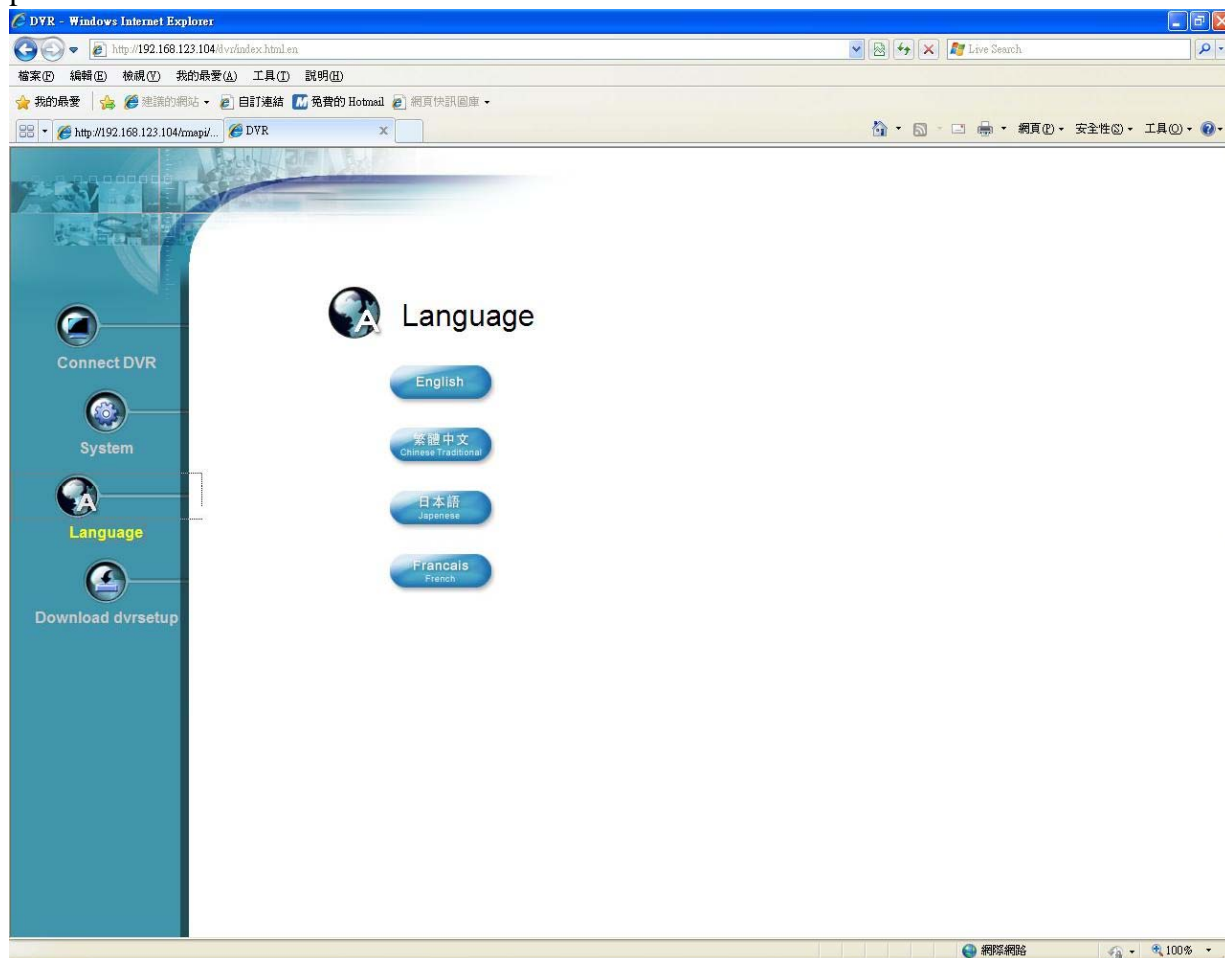 DVR - Windows Internet Explorer
http://192.168.123.104/dvr/index.html.en
Live Search
檔案(F) 編輯(E) 檢視(V) 我的最愛(A) 工具(T) 說明(H)
我的最愛 建議的網站 自訂連結 免費的 Hotmail 網頁快訊圖庫
http://192.168.123.104/rmapi/... DVR 網頁(P) 安全性(S) 工具(O)
Language
Connect DVR
English
System
繁體中文
Chinese Traditional
日本語
Japenese
Language
Francais
French
Download dvrsetup
網際網路 100%